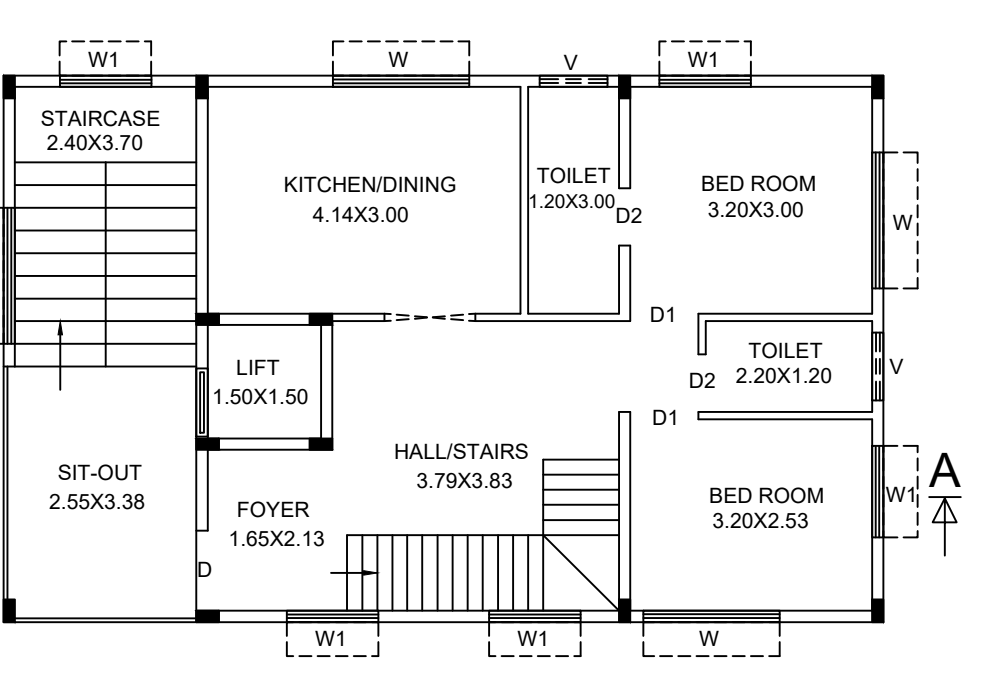 W1
W
V
W1
STAIRCASE
2.40X3.70
KITCHEN/DINING
4.14X3.00
TOILET
1.20X3.00
D2
BED ROOM
3.20X3.00
W
D1
LIFT
1.50X1.50
TOILET
2.20X1.20
V
D2
D1
HALL/STAIRS
3.79X3.83
SIT-OUT
2.55X3.38
FOYER
1.65X2.13
BED ROOM
3.20X2.53
W1
A
D
W1
W1
W